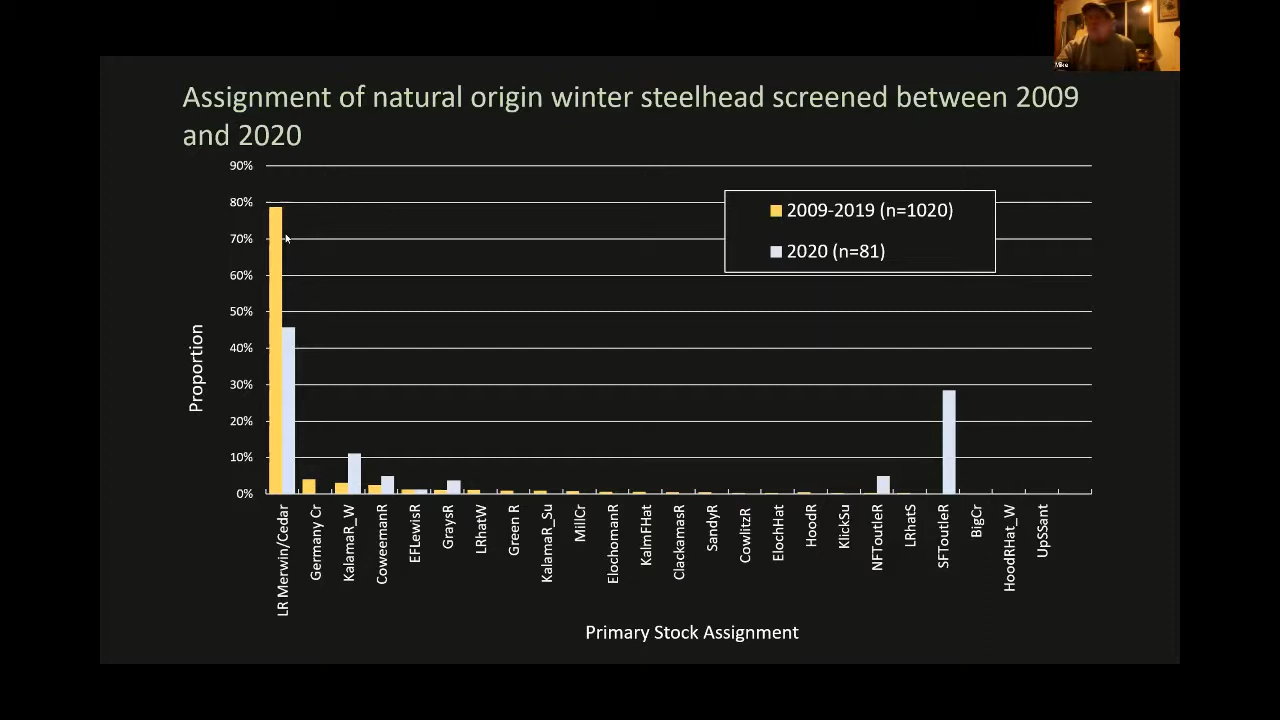 Mike
Assignment of natural origin winter steelhead screened between 2009
and 2020
90%
80%
70%
60%
50%
40%
30%
20%
10%
0%
Proportion
2009-2019 (n=1020)
2020 (n=81)
LR Merwin/Cedar
Germany Cr
KalamaR_W
CoweemanR
EFLewisR
GraysR
LRhatW
Green R
KalamaR_Su
MillCr
ElochomanR
KalmFHat
ClackamasR
SandyR
CowlitzR
ElochHat
HoodR
KlickSu
NFToutleR
LRhatS
SFToutleR
BigCr
HoodRHat_W
UpSSant
Primary Stock Assignment